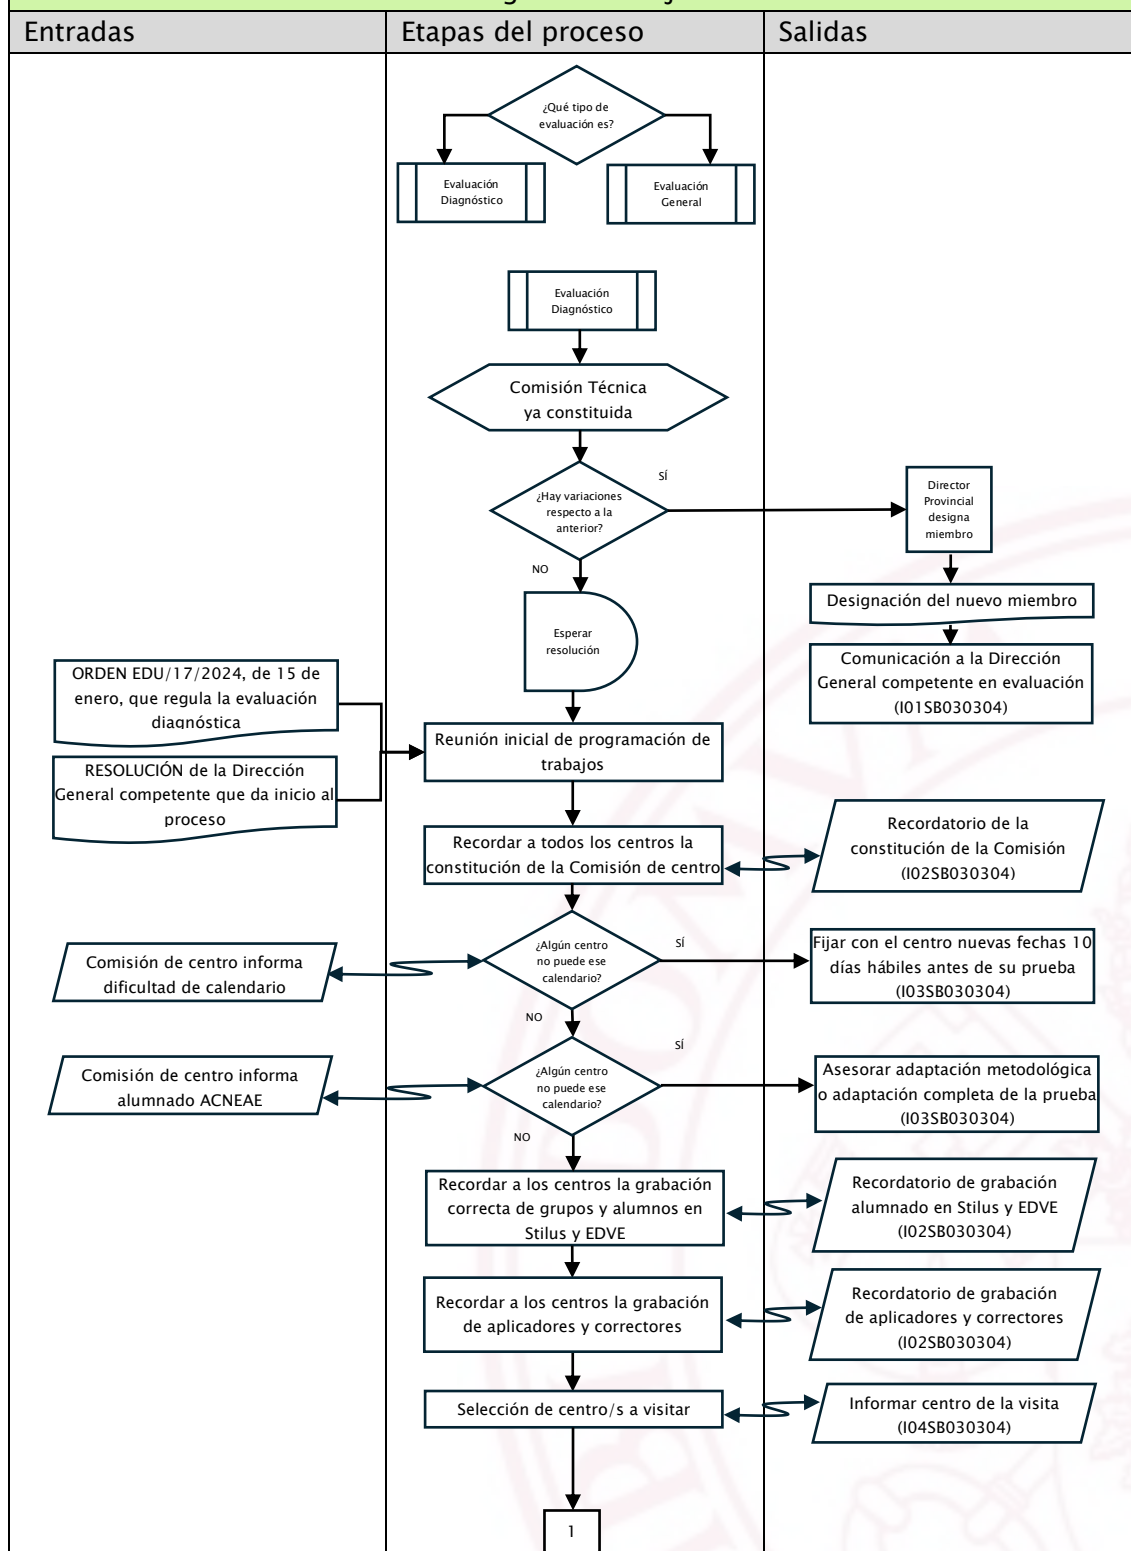 Entradas
Etapas del proceso
Salidas
¿Qué tipo de
evaluación es?
Evaluación
Diagnóstico
Evaluación
General
Evaluación
Diagnóstico
Comisión Técnica
ya constituida
¿Hay variaciones
respecto a la
anterior?
SÍ
NO
Director
Provincial
designa
miembro
Designación del nuevo miembro
Comunicación a la Dirección
General competente en evaluación
(I01SB030304)
Esperar
resolución
ORDEN EDU/17/2024, de 15 de
enero, que regula la evaluación
diagnóstica
RESOLUCIÓN de la Dirección
General competente que da inicio al
proceso
Reunión inicial de programación de
trabajos
Recordar a todos los centros la
constitución de la Comisión de centro
Recordatorio de la
constitución de la Comisión
(I02SB030304)
Comisión de centro informa
dificultad de calendario
¿Algún centro
no puede ese
calendario?
SÍ
NO
Fijar con el centro nuevas fechas 10
días hábiles antes de su prueba
(I03SB030304)
Comisión de centro informa
alumnado ACNEAE
¿Algún centro
no puede ese
calendario?
SÍ
NO
Asesorar adaptación metodológica
o adaptación completa de la prueba
(I03SB030304)
Recordar a los centros la grabación
correcta de grupos y alumnos en
Stilus y EDVE
Recordatorio de grabación
alumnado en Stilus y EDVE
(I02SB030304)
Recordar a los centros la grabación
de aplicadores y correctores
Recordatorio de grabación
de aplicadores y correctores
(I02SB030304)
Selección de centro/s a visitar
Informar centro de la visita
(I04SB030304)
1